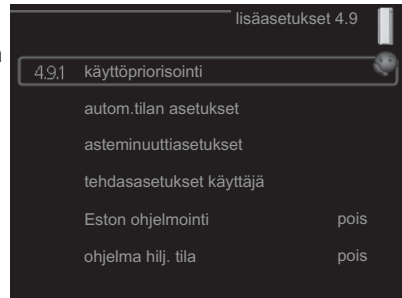 lisäasetukset 4.9
4.9.1 käyttöpriorisointi
autom.tilan asetukset
asteminuuttiasetukset
tehdasasetukset käyttäjä
Eston ohjelmointi pois
ohjelma hilj. tila pois